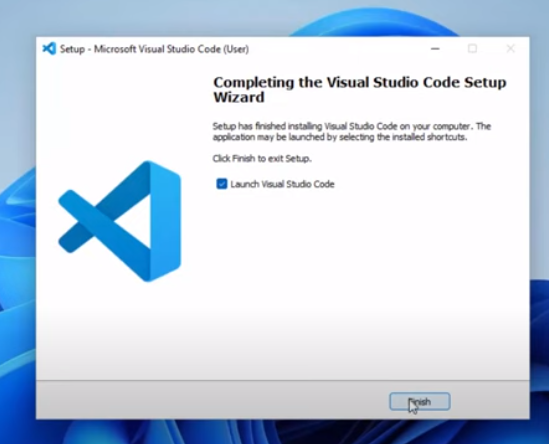 Setup - Microsoft Visual Studio Code (User)
Completing the Visual Studio Code Setup
Wizard
Setup has finished installing Visual Studio Code on your computer. The
application may be launched by selecting the installed shortcuts.
Click Finish to exit Setup.
Launch Visual Studio Code
Finish